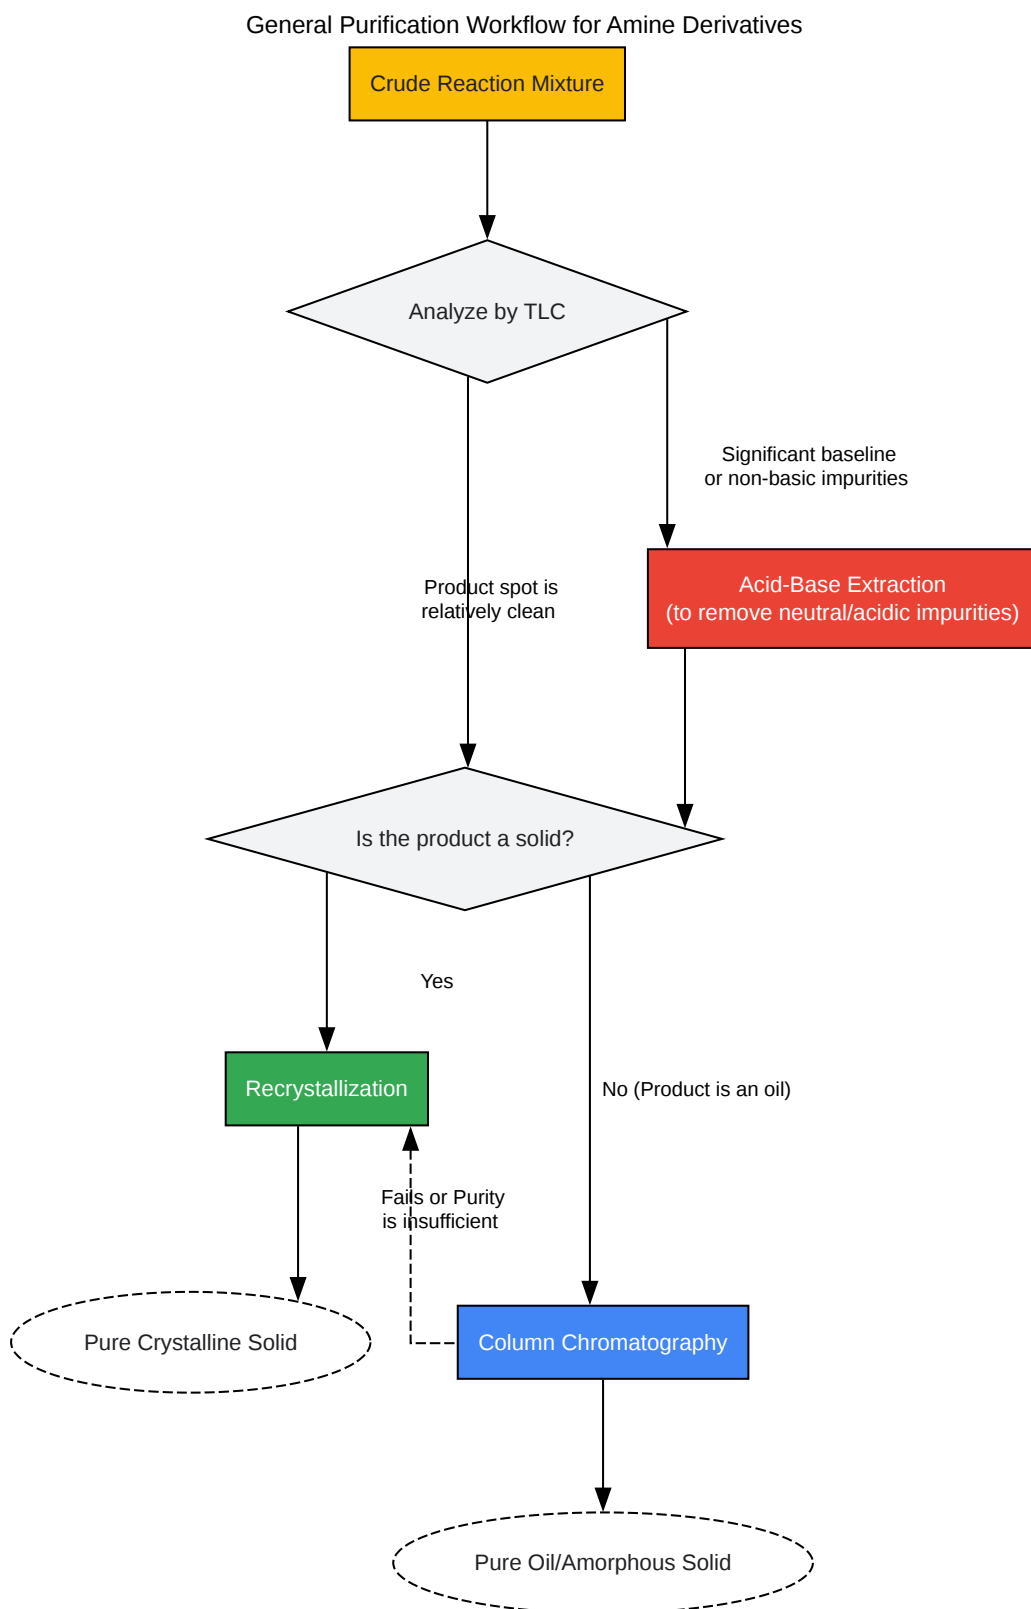 General Purification Workflow for Amine Derivatives
Crude Reaction Mixture
Analyze by TLC
Significant baseline
or non-basic impurities
Product spot is
relatively clean
Acid-Base Extraction
(to remove neutral/acidic impurities)
Is the product a solid?
Yes
Recrystallization
No (Product is an oil)
Fails or Purity
is insufficient
Pure Crystalline Solid
Column Chromatography
Pure Oil/Amorphous Solid